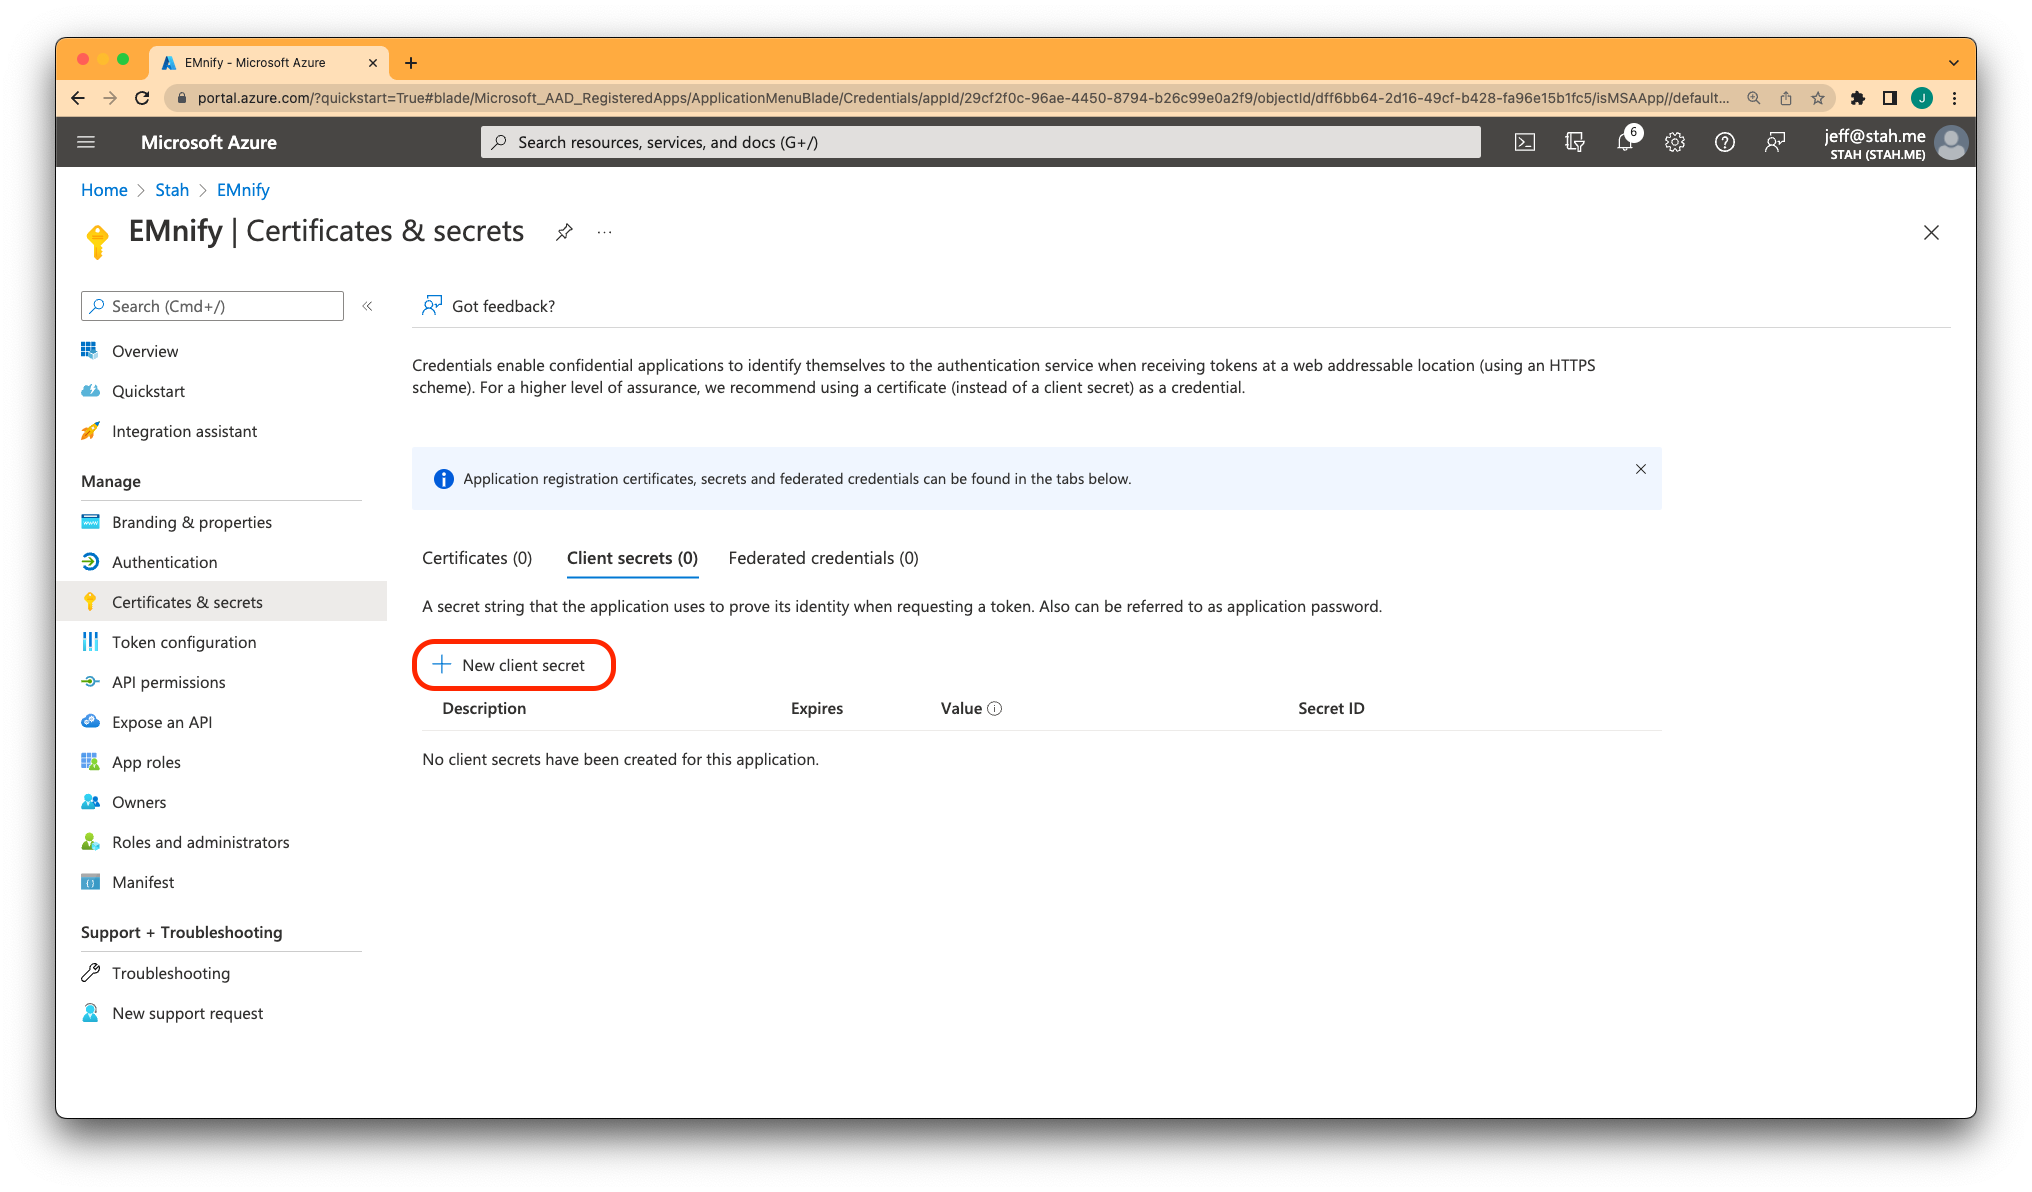 EMnify - Microsoft Azure
portal.azure.com/?quickstart=True#blade/Microsoft_AAD_RegisteredApps/ApplicationMenuBlade/Credentials/appId/29cf2f0c-96ae-4450-8794-b26c99e0a2f9/objectId/dff6bb64-2d16-49cf-b428-fa96e15b1fc5/isMSAApp//default...
J
Microsoft Azure
Search resources, services, and docs (G+/)
6
jeff@stah.me
STAH (STAH.ME)
Home > Stah > EMnify
EMnify | Certificates & secrets
Search (Cmd+/)
Got feedback?
Overview
Quickstart
Integration assistant
Manage
Branding & properties
Authentication
Certificates & secrets
Token configuration
API permissions
Expose an API
App roles
Owners
Roles and administrators
Manifest
Support + Troubleshooting
Troubleshooting
New support request
Credentials enable confidential applications to identify themselves to the authentication service when receiving tokens at a web addressable location (using an HTTPS
scheme). For a higher level of assurance, we recommend using a certificate (instead of a client secret) as a credential.
Application registration certificates, secrets and federated credentials can be found in the tabs below.
Certificates (0) Client secrets (0) Federated credentials (0)
A secret string that the application uses to prove its identity when requesting a token. Also can be referred to as application password.
New client secret
Description Expires Value Secret ID
No client secrets have been created for this application.